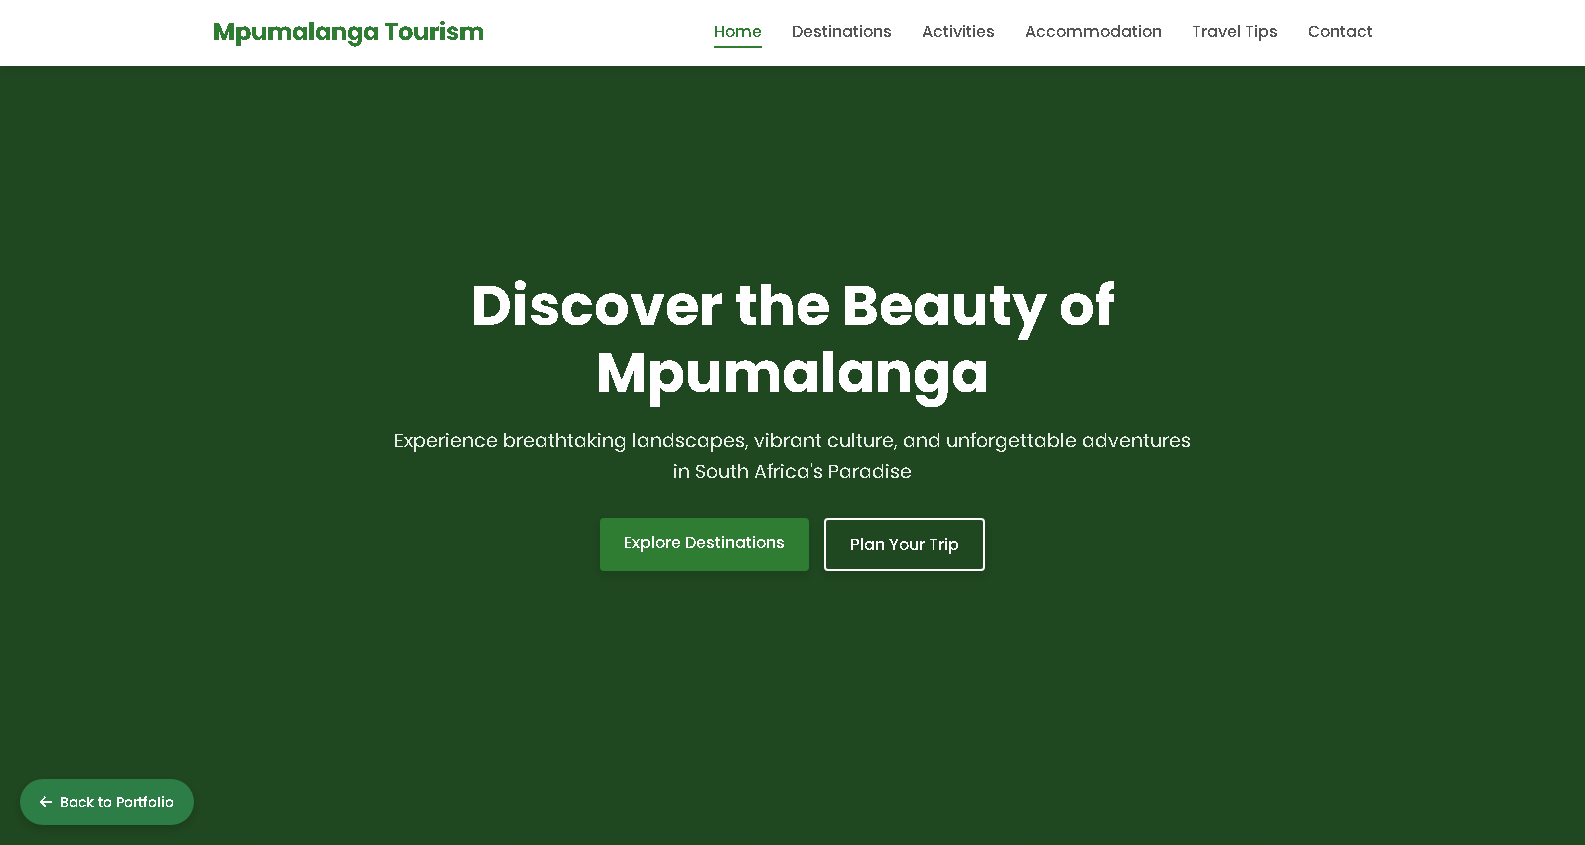 Mpumalanga Tourism
Home Destinations Activities Accommodation Travel Tips Contact
Discover the Beauty of
Mpumalanga
Experience breathtaking landscapes, vibrant culture, and unforgettable adventures
in South Africa's Paradise
Explore Destinations
Plan Your Trip
← Back to Portfolio